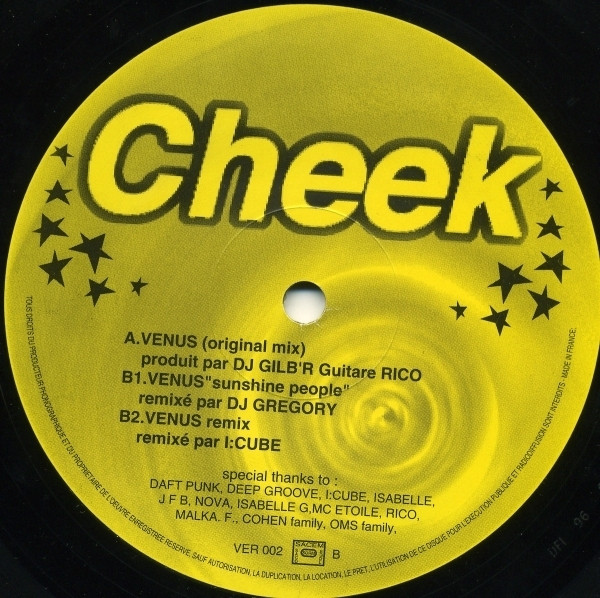 Cheek
A.VENUS (original mix)
produit par DJ GILB'R Guitare RICO
B1.VENUS"sunshine people"
remixé par DJ GREGORY
B2.VENUS remix
remixé par I:CUBE
special thanks to :
DAFT PUNK, DEEP GROOVE, I:CUBE, ISABELLE,
J F B, NOVA, ISABELLE G,MC ETOILE, RICO,
MALKA. F., COHEN family, OMS family,
VER 002 SACEM B
TOUS DROITS DU PRODUCTEUR PHONOGRAPHIQUE ET DU PROPRIETAIRE DE L'OEUVRE ENREGISTREE RESERVE, SAUF AUTORISATION, LA DUPLICATION, LA LOCATION, LE PRET, L'UTILISATION DE CE DISQUE POUR L'EXECUTION PUBLIQUE ET RADIODIFFUSION SONT INTERDITS - MADE IN FRANCE.